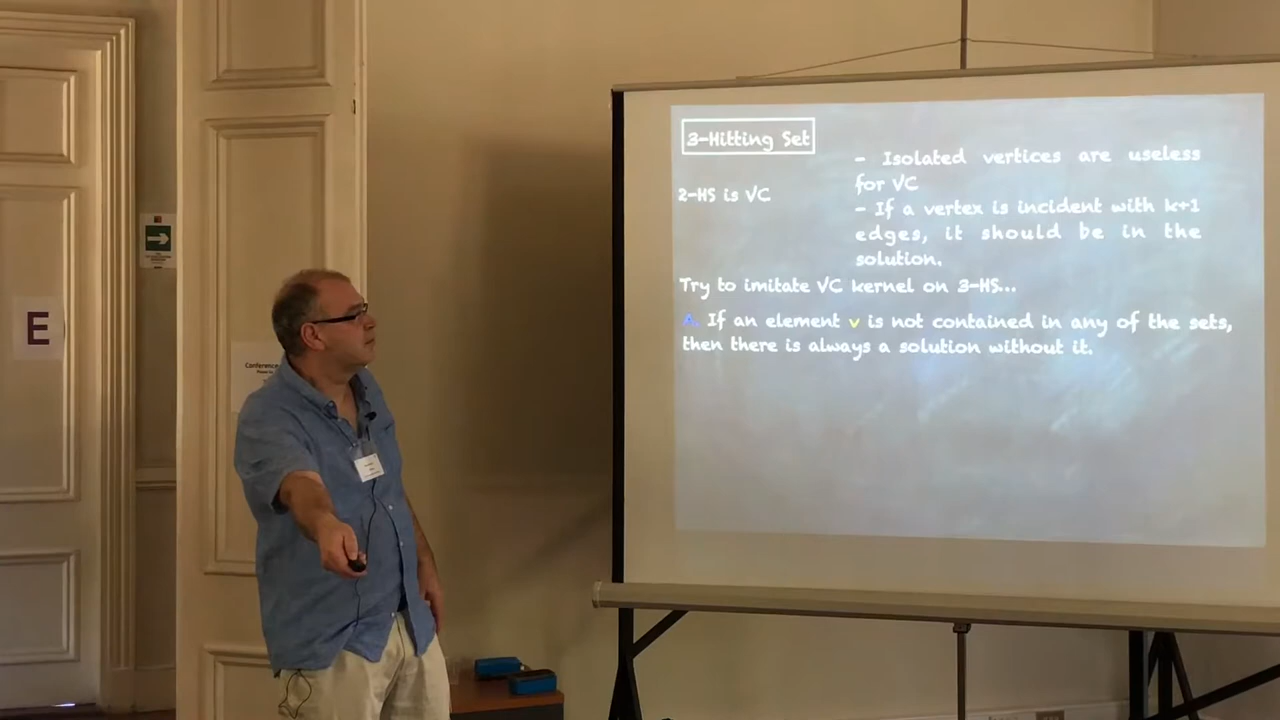 3-Hitting Set
2-HS is VC
- Isolated vertices are useless
for VC
- If a vertex is incident with k+1
edges, it should be in the
solution.
Try to imitate VC kernel on 3-HS...
A. If an element v is not contained in any of the sets,
then there is always a solution without it.
E
Conference